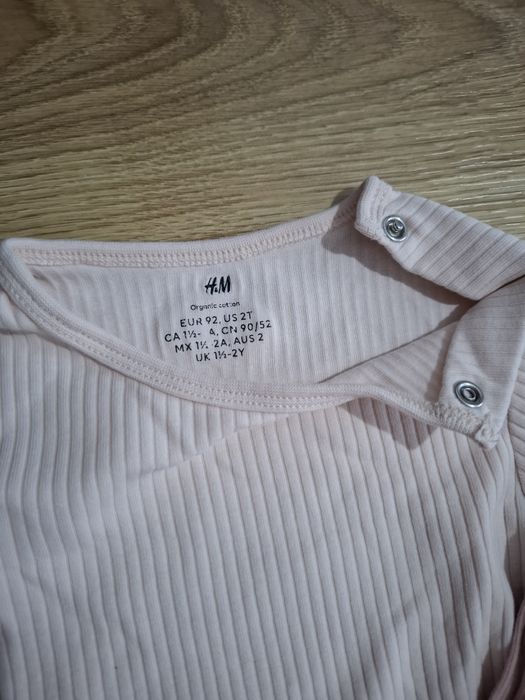 H&M
Organic cotton
EUR 92, US 2T
CA 1½- 4, CN 90/52
MX 1½ 2A, AUS 2
UK 1½-2Y